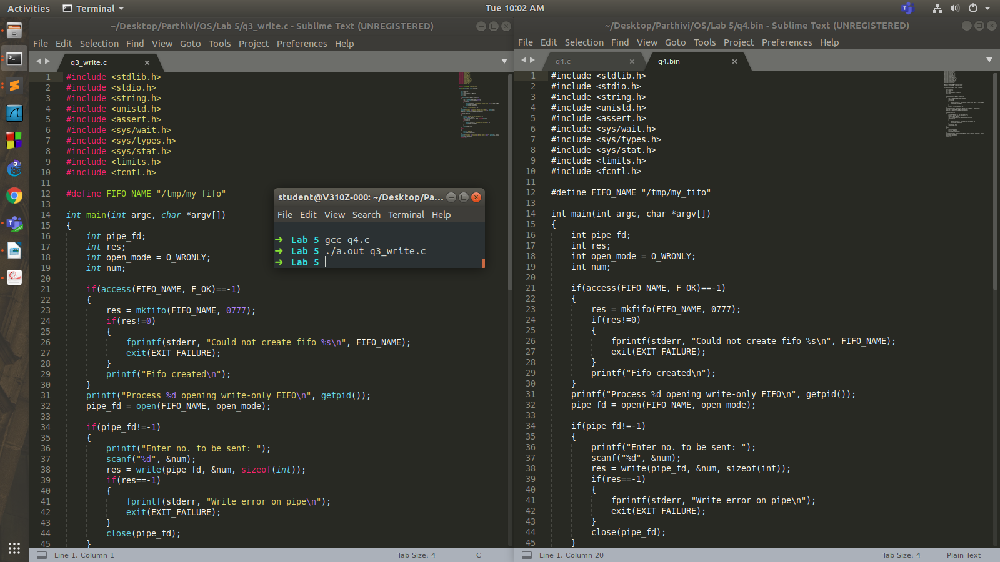 Activities Terminal Tue 10:02 AM
~/Desktop/Parthivi/OS/Lab 5/q3_write.c - Sublime Text (UNREGISTERED)
File Edit Selection Find View Goto Tools Project Preferences Help
q3_write.c
1 #include <stdlib.h>
2 #include <stdio.h>
3 #include <string.h>
4 #include <unistd.h>
5 #include <assert.h>
6 #include <sys/wait.h>
7 #include <sys/types.h>
8 #include <sys/stat.h>
9 #include <limits.h>
10 #include <fcntl.h>
11
12 #define FIFO_NAME "/tmp/my_fifo"
13
14 int main(int argc, char *argv[])
15 {
16     int pipe_fd;
17     int res;
18     int open_mode = O_WRONLY;
19     int num;
20
21     if(access(FIFO_NAME, F_OK)==-1)
22     {
23         res = mkfifo(FIFO_NAME, 0777);
24         if(res!=0)
25         {
26             fprintf(stderr, "Could not create fifo %s\n", FIFO_NAME);
27             exit(EXIT_FAILURE);
28         }
29         printf("Fifo created\n");
30     }
31     printf("Process %d opening write-only FIFO\n", getpid());
32     pipe_fd = open(FIFO_NAME, open_mode);
33
34     if(pipe_fd!=-1)
35     {
36         printf("Enter no. to be sent: ");
37         scanf("%d", &num);
38         res = write(pipe_fd, &num, sizeof(int));
39         if(res==-1)
40         {
41             fprintf(stderr, "Write error on pipe\n");
42             exit(EXIT_FAILURE);
43         }
44         close(pipe_fd);
45     }
Line 1, Column 1 Tab Size: 4 C
student@V310Z-000: ~/Desktop/Pa...
File Edit View Search Terminal Help
➜ Lab 5 gcc q4.c
➜ Lab 5 ./a.out q3_write.c
➜ Lab 5
~/Desktop/Parthivi/OS/Lab 5/q4.bin - Sublime Text (UNREGISTERED)
File Edit Selection Find View Goto Tools Project Preferences Help
q4.c q4.bin
1 #include <stdlib.h>
2 #include <stdio.h>
3 #include <string.h>
4 #include <unistd.h>
5 #include <assert.h>
6 #include <sys/wait.h>
7 #include <sys/types.h>
8 #include <sys/stat.h>
9 #include <limits.h>
10 #include <fcntl.h>
11
12 #define FIFO_NAME "/tmp/my_fifo"
13
14 int main(int argc, char *argv[])
15 {
16     int pipe_fd;
17     int res;
18     int open_mode = O_WRONLY;
19     int num;
20
21     if(access(FIFO_NAME, F_OK)==-1)
22     {
23         res = mkfifo(FIFO_NAME, 0777);
24         if(res!=0)
25         {
26             fprintf(stderr, "Could not create fifo %s\n", FIFO_NAME);
27             exit(EXIT_FAILURE);
28         }
29         printf("Fifo created\n");
30     }
31     printf("Process %d opening write-only FIFO\n", getpid());
32     pipe_fd = open(FIFO_NAME, open_mode);
33
34     if(pipe_fd!=-1)
35     {
36         printf("Enter no. to be sent: ");
37         scanf("%d", &num);
38         res = write(pipe_fd, &num, sizeof(int));
39         if(res==-1)
40         {
41             fprintf(stderr, "Write error on pipe\n");
42             exit(EXIT_FAILURE);
43         }
44         close(pipe_fd);
45     }
Line 1, Column 20 Tab Size: 4 Plain Text